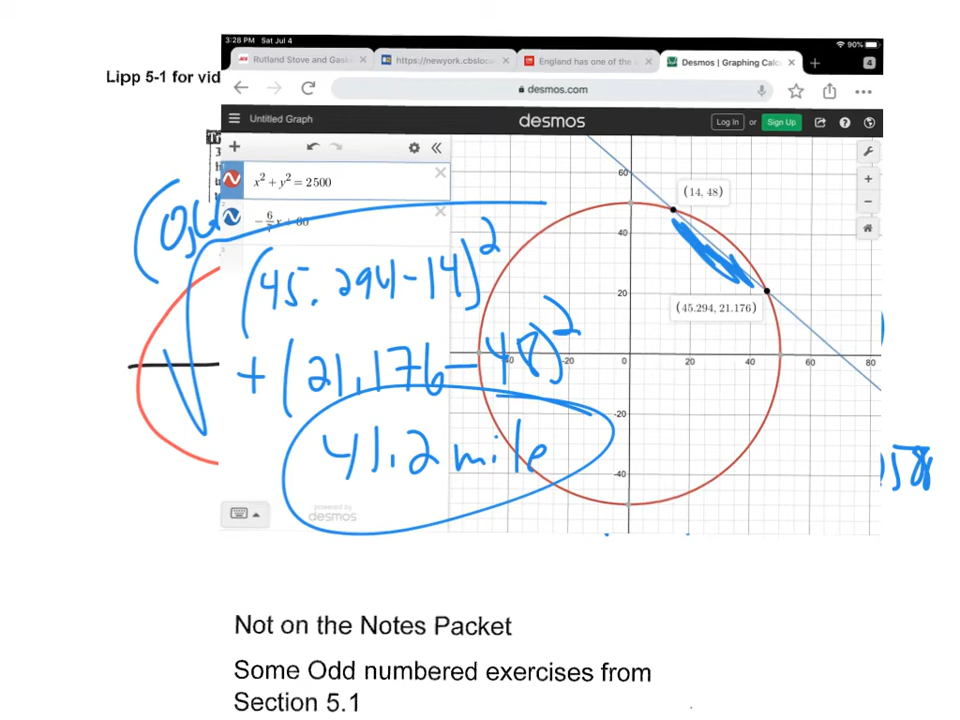 3:28 PM Sat Jul 4
90%
Lipp 5-1 for vid
Rutland Stove and Gask
https://newyork.cbsloc
England has one of the
Desmos | Graphing Calc
4
desmos.com
Untitled Graph
desmos
Log In or Sign Up
x² + y² = 2500
(14, 48)
(45.294, 21.176)
60
40
20
0
20
40
60
80
-20
-40
-20
-40
(45.294-14)²
+ (21.176-48)²
41.2 mile
powered by
desmos
Not on the Notes Packet
Some Odd numbered exercises from
Section 5.1